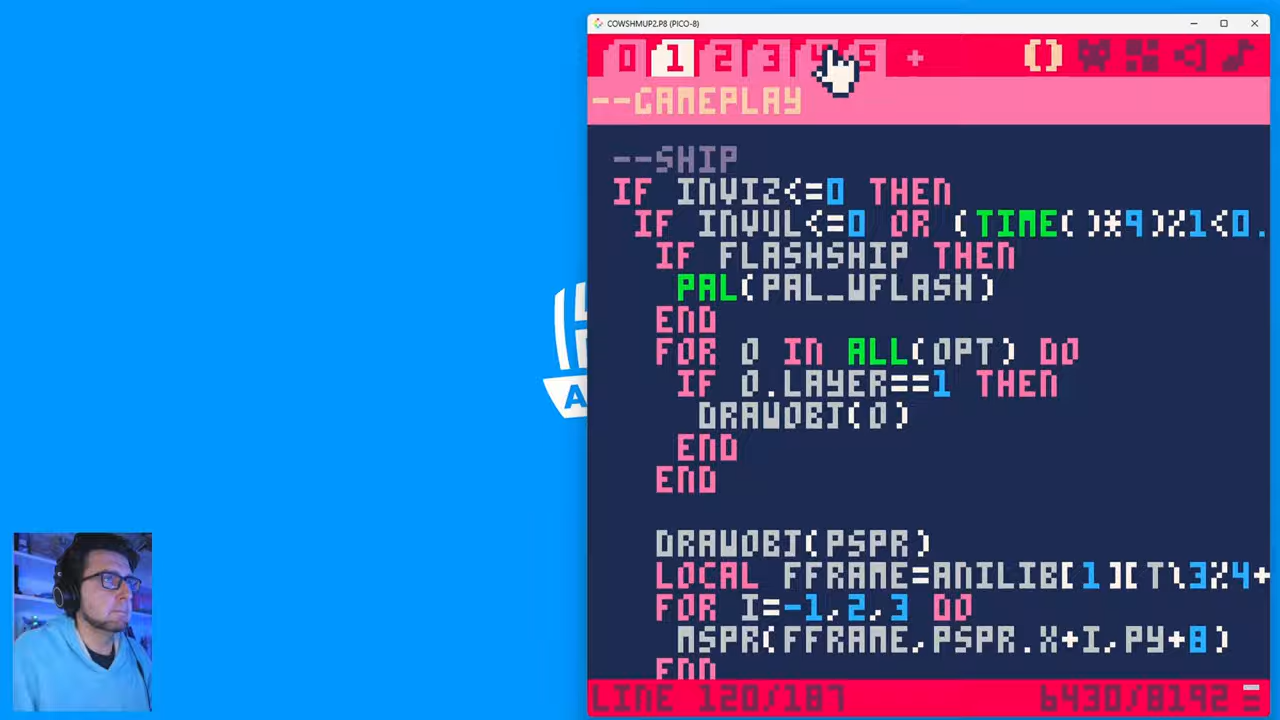 COWSHMUP2.P8 (PICO-8)
0 1 2 3 4 5 +
--GAMEPLAY
--SHIP
IF INVIZ<=0 THEN
IF INVUL<=0 OR (TIME()*9)%1<0.
IF FLASHSHIP THEN
PAL(PAL_WFLASH)
END
FOR O IN ALL(OPT) DO
IF O.LAYER==1 THEN
DRAWOBJ(O)
END
END
DRAWOBJ(PSPR)
LOCAL FFRAME=ANILIB[1][T\3%4+
FOR I=-1,2,3 DO
MSPR(FFRAME,PSPR.X+I,PY+8)
END
LINE 120/187
6430/8192
A